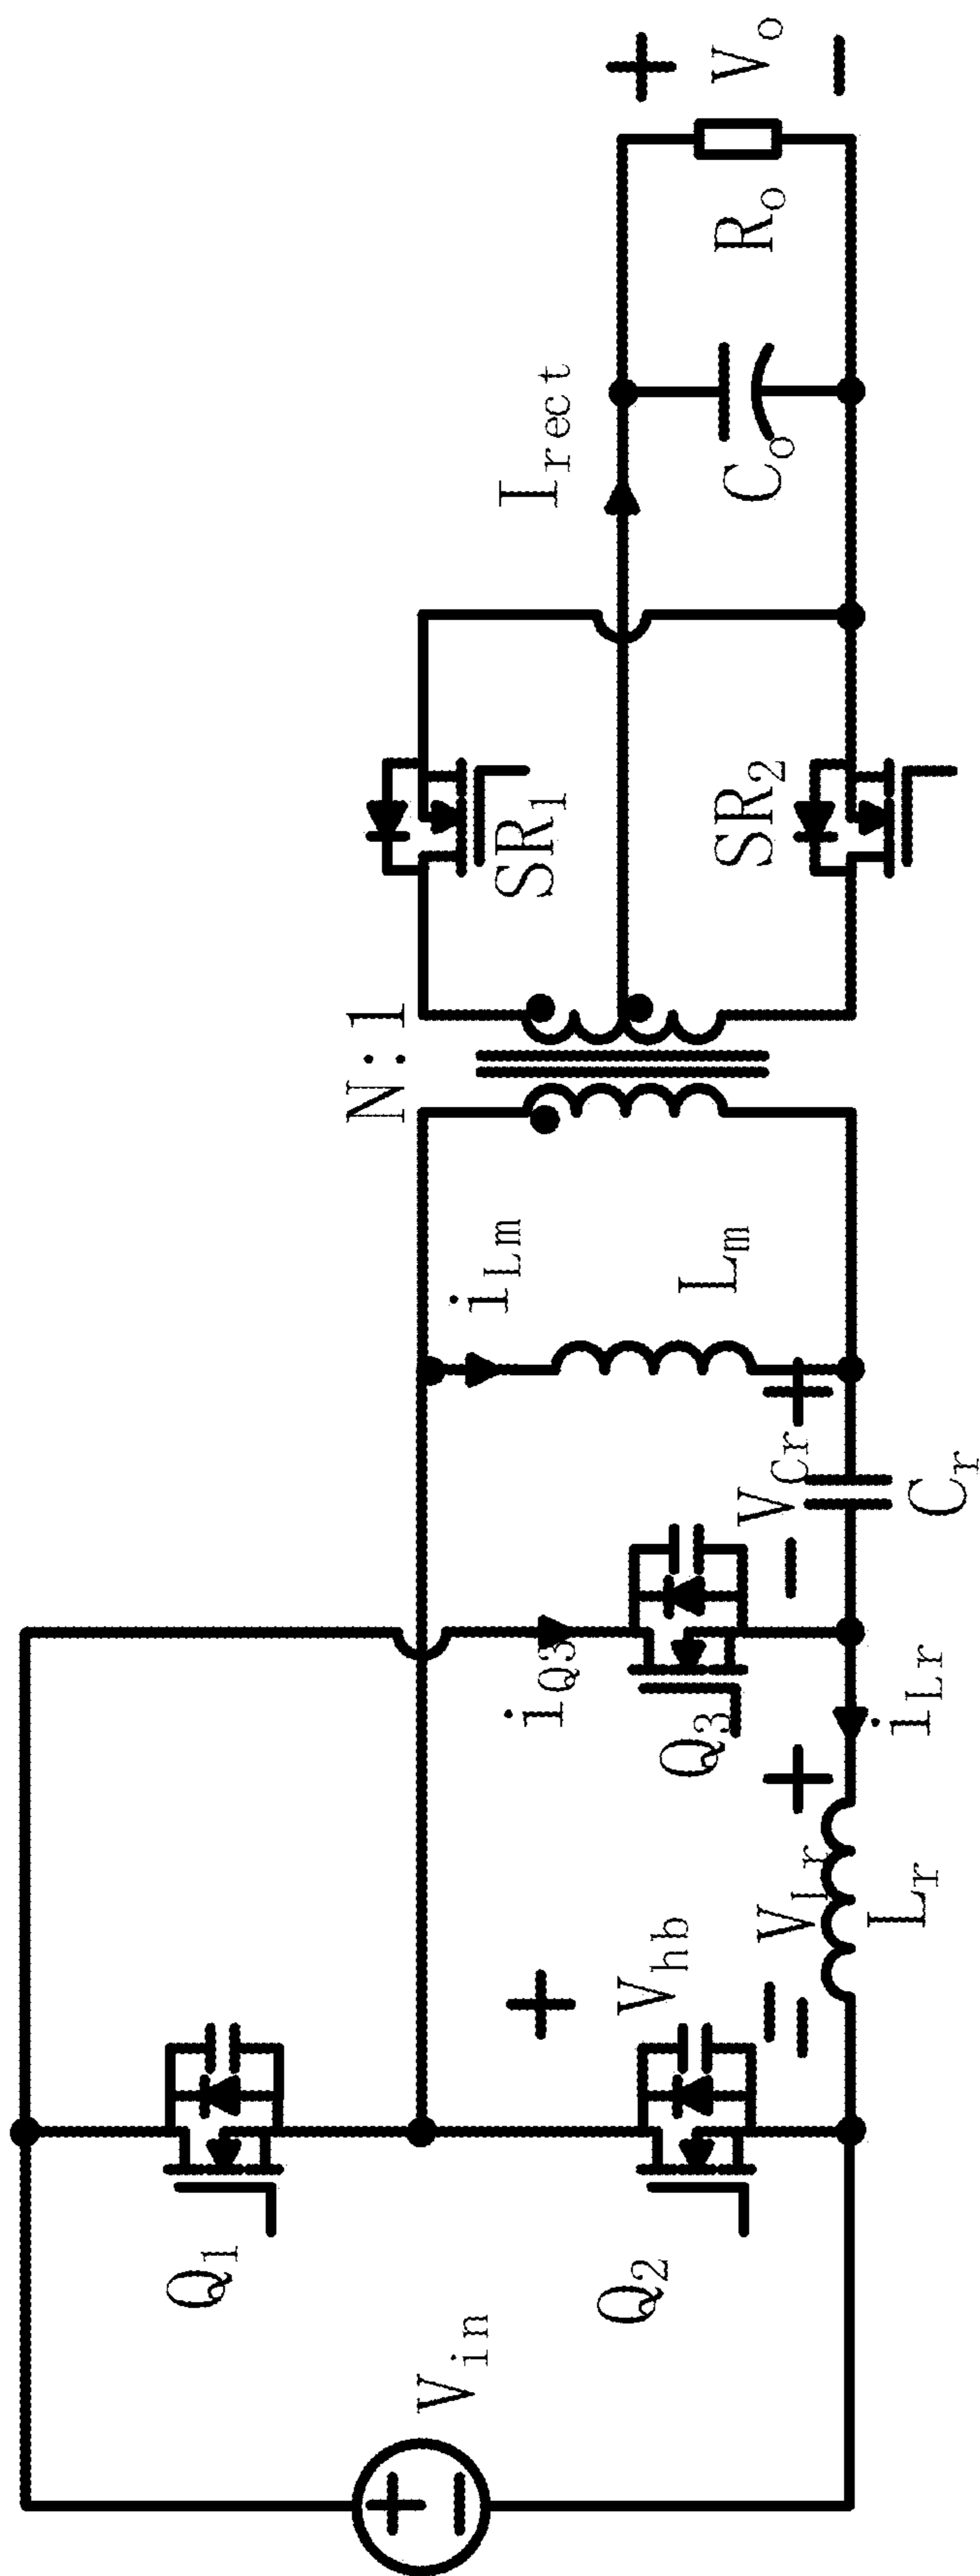 V_in
Q_1
Q_2
+
V_hb
−
− V_Lr +
L_r
i_Lr
i_Q3
Q_3
− V_Cr +
C_r
i_Lm
L_m
N:1
SR_1
SR_2
I_rect
C_o
R_o
+
V_o
−